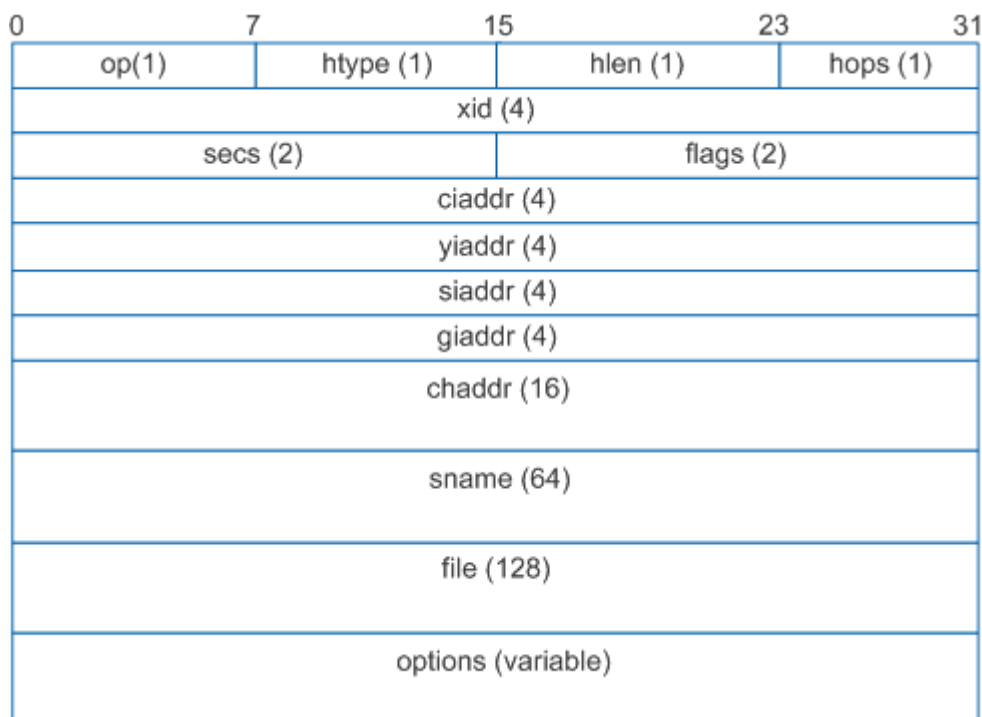 0 7 15 23 31
op(1) htype (1) hlen (1) hops (1)
xid (4)
secs (2) flags (2)
ciaddr (4)
yiaddr (4)
siaddr (4)
giaddr (4)
chaddr (16)
sname (64)
file (128)
options (variable)